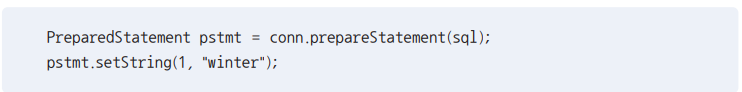 PreparedStatement pstmt = conn.prepareStatement(sql);
pstmt.setString(1, "winter");